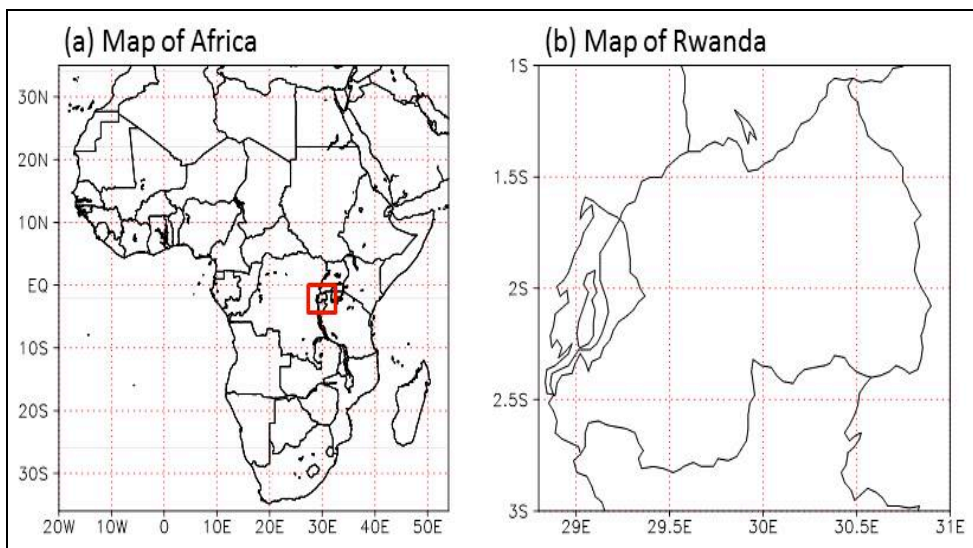 (a) Map of Africa
30N
20N
10N
EQ
10S
20S
30S
20W 10W 0 10E 20E 30E 40E 50E
(b) Map of Rwanda
1S
1.5S
2S
2.5S
3S
29E 29.5E 30E 30.5E 31E